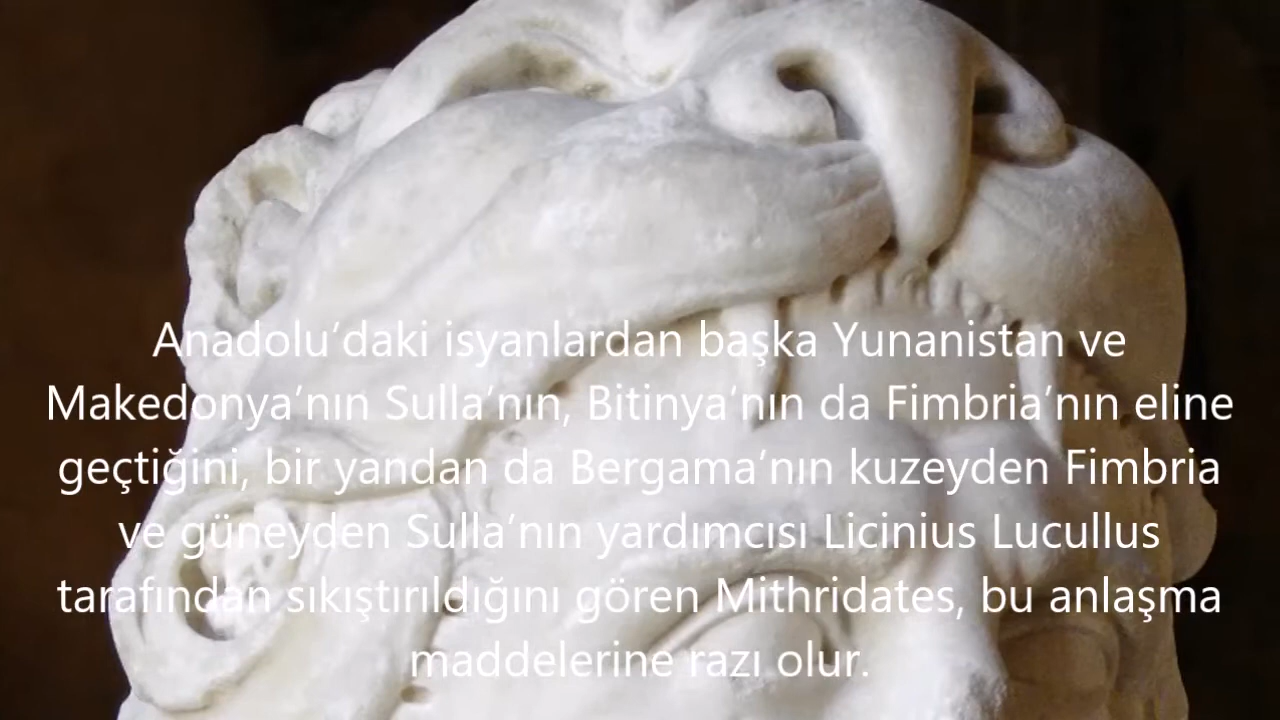 Anadolu’daki isyanlardan başka Yunanistan ve
Makedonya’nın Sulla’nın, Bitinya’nın da Fimbria’nın eline
geçtiğini, bir yandan da Bergama’nın kuzeyden Fimbria
ve güneyden Sulla’nın yardımcısı Licinius Lucullus
tarafından sıkıştırıldığını gören Mithridates, bu anlaşma
maddelerine razı olur.